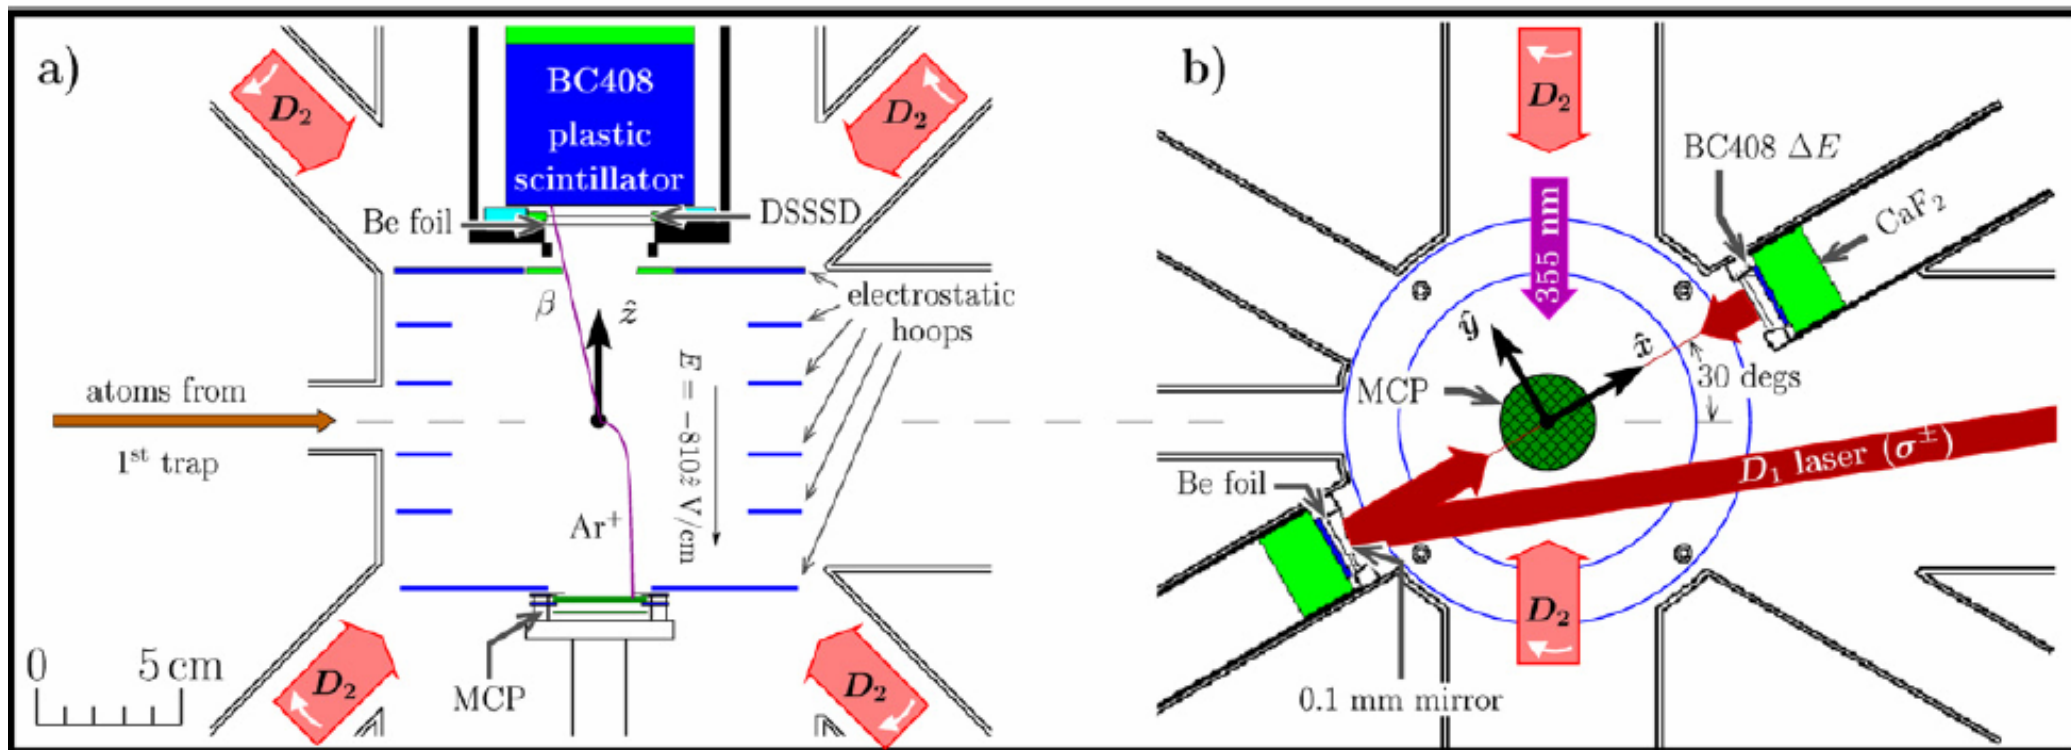 a)
D₂
D₂
BC408
plastic
scintillator
Be foil
DSSSD
β
ẑ
electrostatic
hoops
atoms from
1ˢᵗ trap
E = −810ẑ V/cm
Ar⁺
MCP
D₂
D₂
0
5 cm
b)
D₂
355 nm
BC408 ΔE
CaF₂
ŷ
x̂
30 degs
MCP
D₁ laser (σ±)
Be foil
D₂
0.1 mm mirror